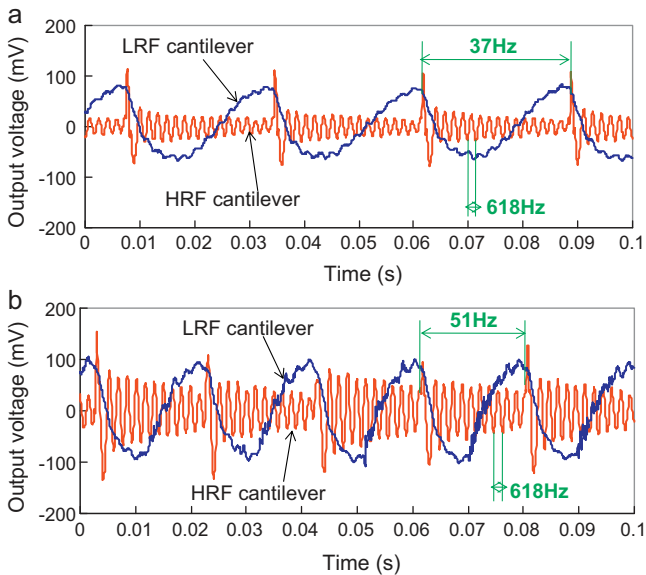 a
Output voltage (mV)
200
100
0
-100
-200
LRF cantilever
HRF cantilever
37Hz
618Hz
0 0.01 0.02 0.03 0.04 0.05 0.06 0.07 0.08 0.09 0.1
Time (s)
b
Output voltage (mV)
200
100
0
-100
-200
LRF cantilever
HRF cantilever
51Hz
618Hz
0 0.01 0.02 0.03 0.04 0.05 0.06 0.07 0.08 0.09 0.1
Time (s)